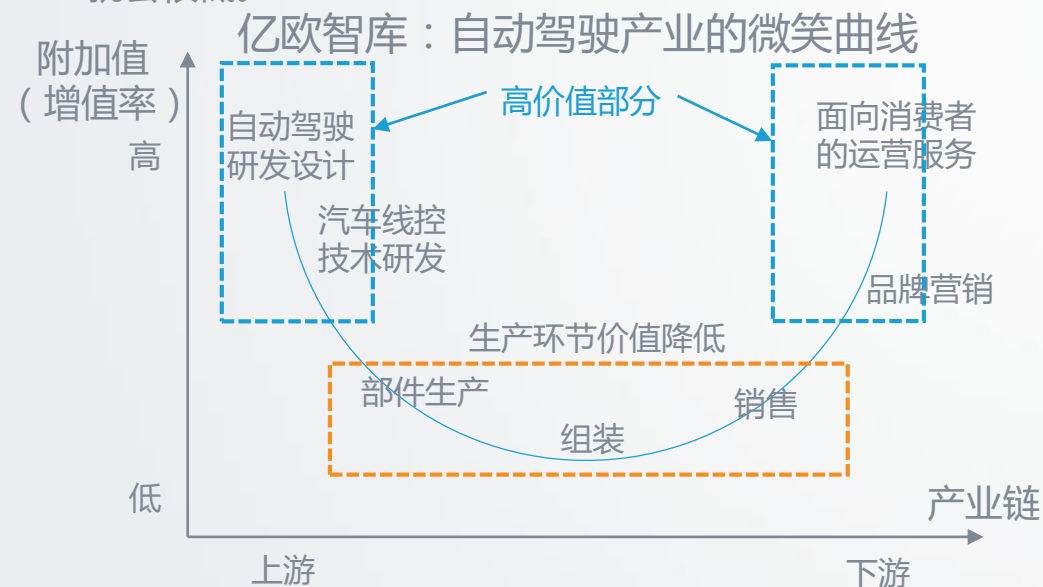 亿欧智库：自动驾驶产业的微笑曲线
附加值
（增值率）
高价值部分
自动驾驶
研发设计
面向消费者
的运营服务
高
汽车线控
技术研发
品牌营销
生产环节价值降低
部件生产
销售
组装
低
产业链
上游
下游